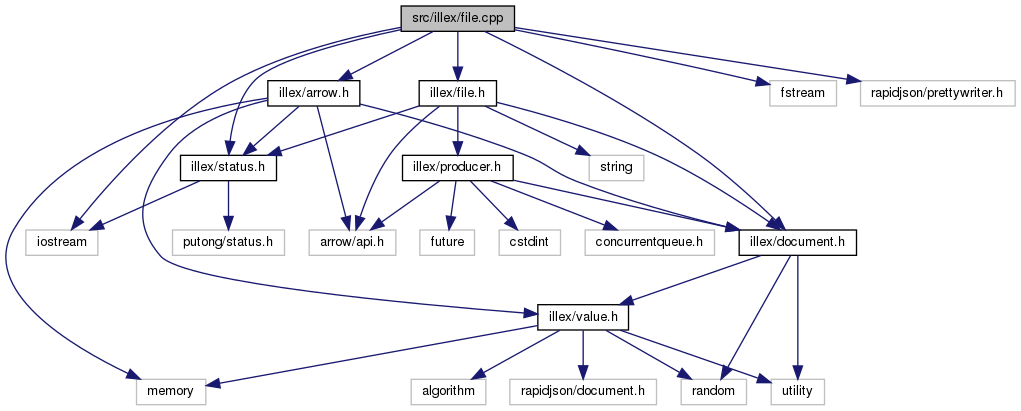 src/illex/file.cpp
illex/arrow.h
illex/file.h
fstream
rapidjson/prettywriter.h
illex/status.h
illex/producer.h
string
iostream
putong/status.h
arrow/api.h
future
cstdint
concurrentqueue.h
illex/document.h
illex/value.h
memory
algorithm
rapidjson/document.h
random
utility